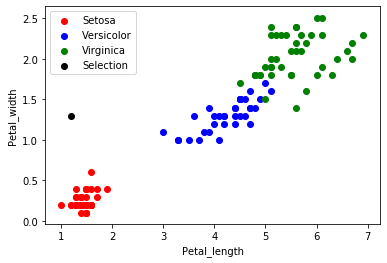 Setosa
Versicolor
Virginica
Selection
Petal_width
2.5
2.0
1.5
1.0
0.5
0.0
1 2 3 4 5 6 7
Petal_length